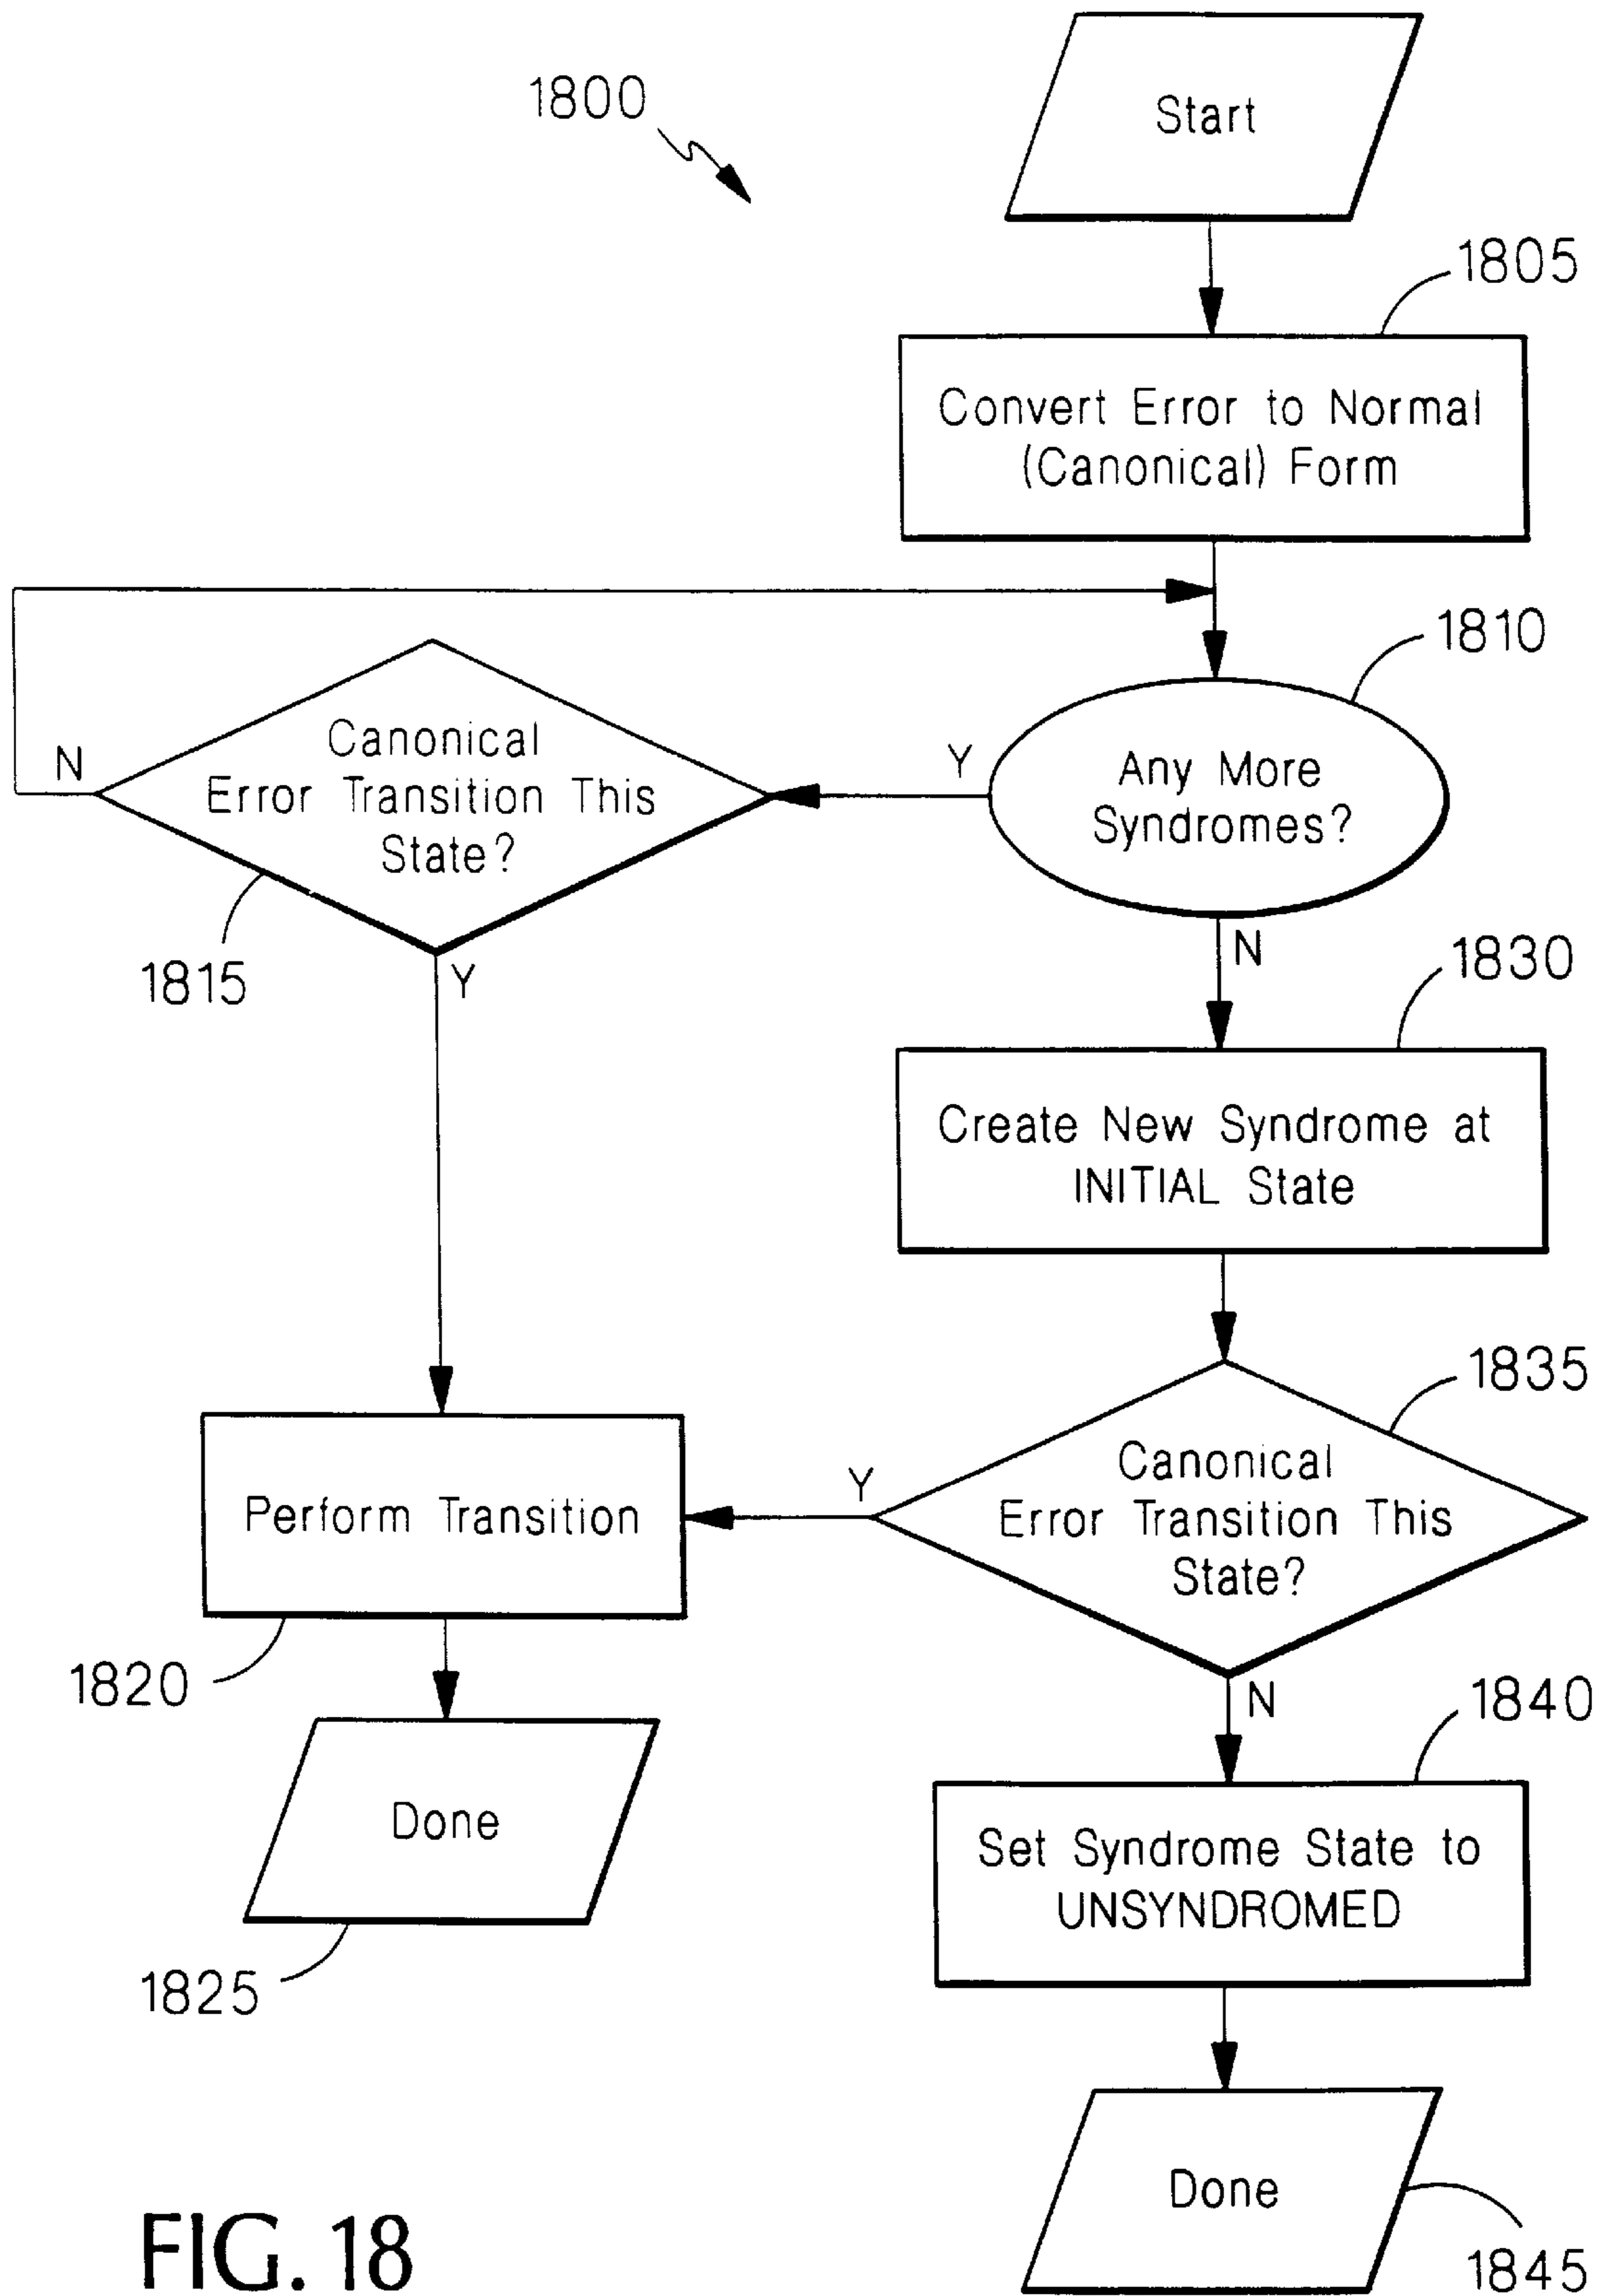 Start
1800
1805
Convert Error to Normal
(Canonical) Form
1810
Any More
Syndromes?
Y
N
Canonical
Error Transition This
State?
N
Y
1815
1830
Create New Syndrome at
INITIAL State
1835
Canonical
Error Transition This
State?
Y
N
Perform Transition
1820
Done
1825
1840
Set Syndrome State to
UNSYNDROMED
Done
1845
FIG. 18